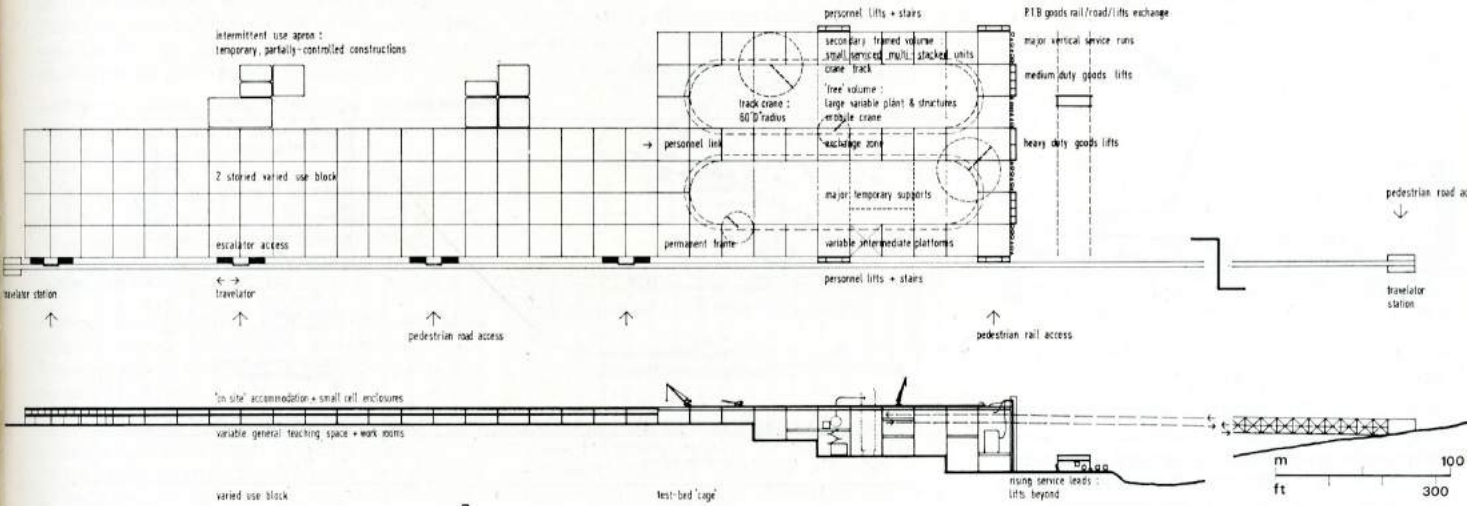 personnel lifts + stairs
P.T.B goods rail/road/lifts exchange
intermittent use apron :
temporary, partially-controlled constructions
secondary framed volume :
small serviced multi-stacked units
crane track
major vertical service runs
medium duty goods lifts
'free' volume :
large variable plant & structures
mobile crane
track crane :
60'0" radius
→ personnel link
exchange zone
heavy duty goods lifts
2 storied varied use block
major temporary supports
pedestrian road
escalator access
permanent frame
variable intermediate platforms
station
travelator
personnel lifts + stairs
travelator
station
pedestrian road access
pedestrian rail access
'on site' accommodation + small cell enclosures
variable general teaching space + work rooms
m 100
ft 300
varied use block
test-bed 'cage'
rising service leads :
lifts beyond